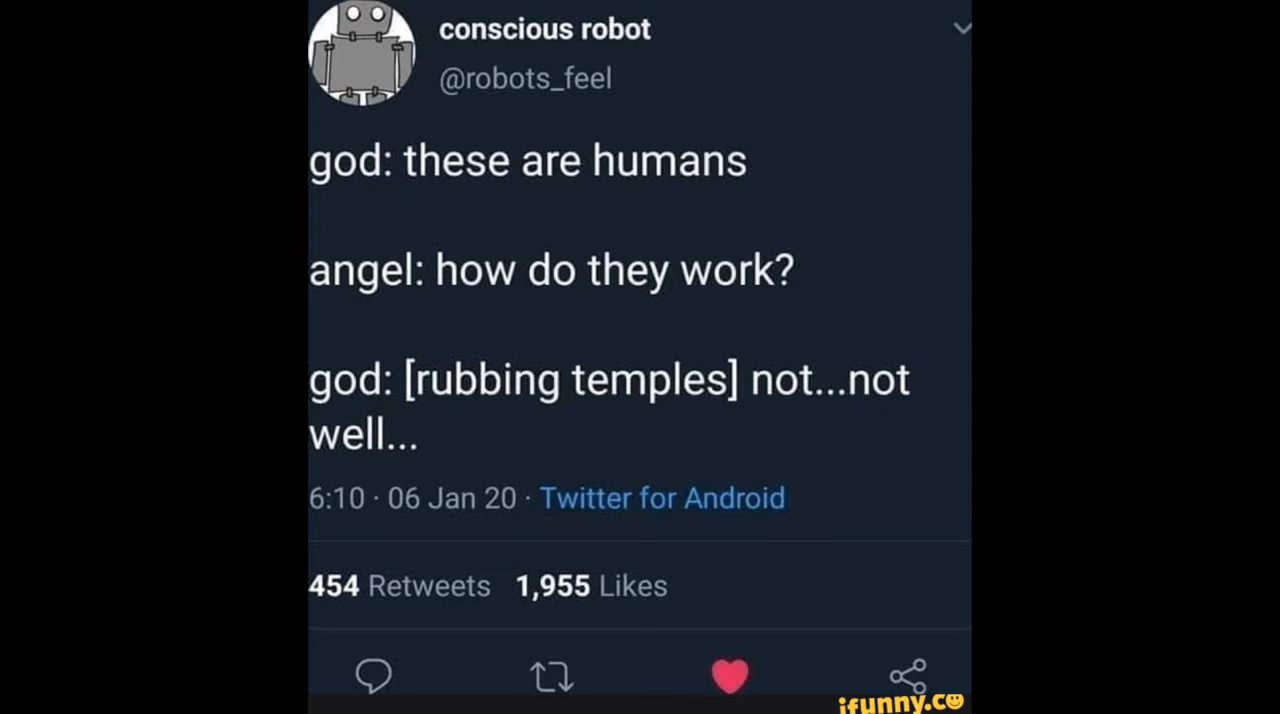 conscious robot
@robots_feel
god: these are humans
angel: how do they work?
god: [rubbing temples] not...not
well...
6:10 · 06 Jan 20 · Twitter for Android
454 Retweets 1,955 Likes
ifunny.co